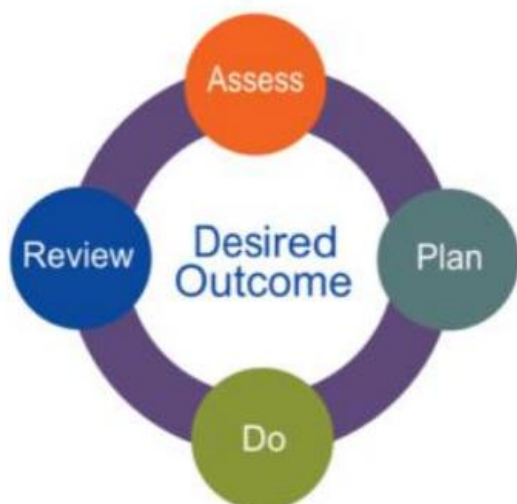 Assess
Review
Desired
Outcome
Plan
Do